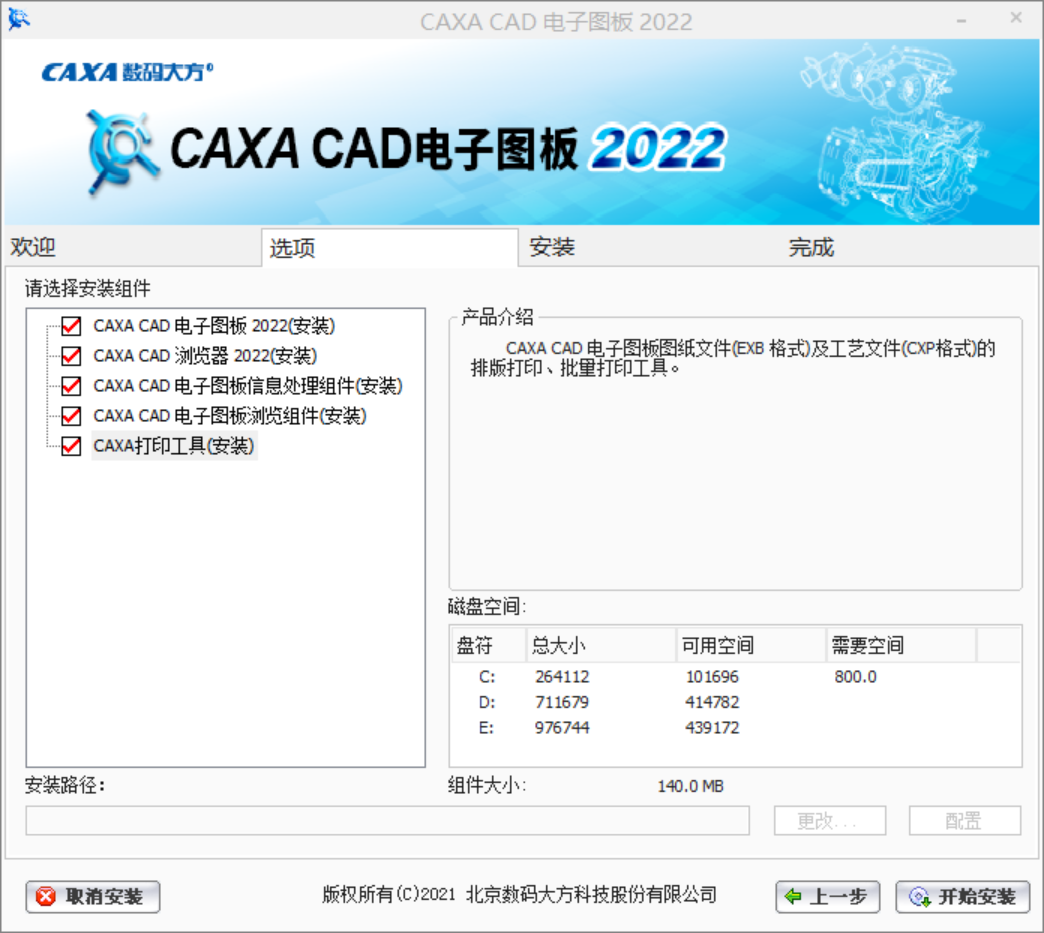 CAXA CAD 电子图板 2022
CAXA 数码大方®
CAXA CAD电子图板 2022
欢迎
选项
安装
完成
请选择安装组件
CAXA CAD 电子图板 2022(安装)
CAXA CAD 浏览器 2022(安装)
CAXA CAD 电子图板信息处理组件(安装)
CAXA CAD 电子图板浏览组件(安装)
CAXA打印工具(安装)
产品介绍
CAXA CAD 电子图板图纸文件(EXB 格式)及工艺文件(CXP格式)的
排版打印、批量打印工具。
磁盘空间:
盘符 总大小 可用空间 需要空间
C: 264112 101696 800.0
D: 711679 414782
E: 976744 439172
安装路径:
组件大小: 140.0 MB
更改...
配置
取消安装
版权所有(C)2021 北京数码大方科技股份有限公司
上一步
开始安装